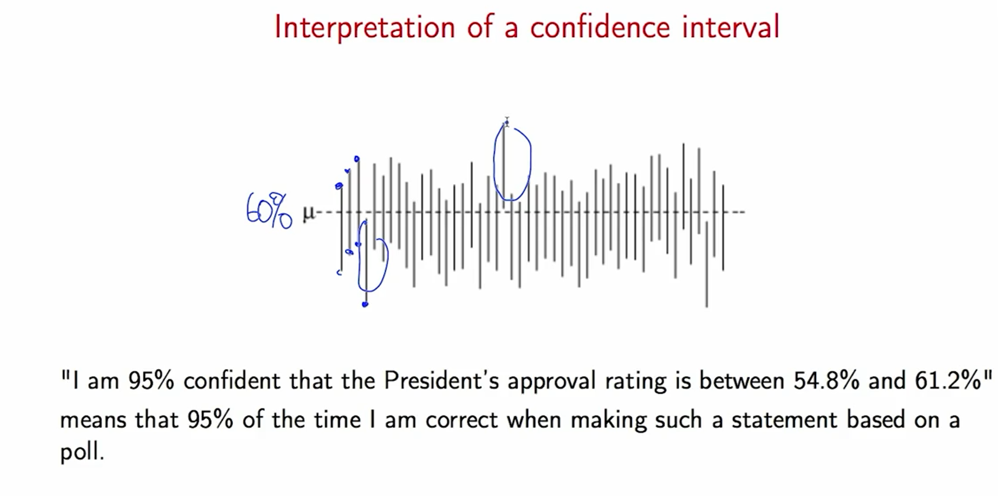 Interpretation of a confidence interval
60% μ
"I am 95% confident that the President's approval rating is between 54.8% and 61.2%"
means that 95% of the time I am correct when making such a statement based on a
poll.